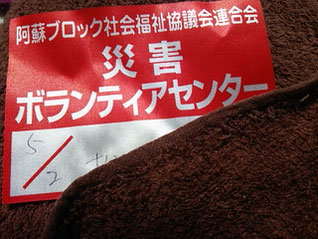 阿蘇ブロック社会福祉協議会連合会
災害
ボランティアセンター
5/2